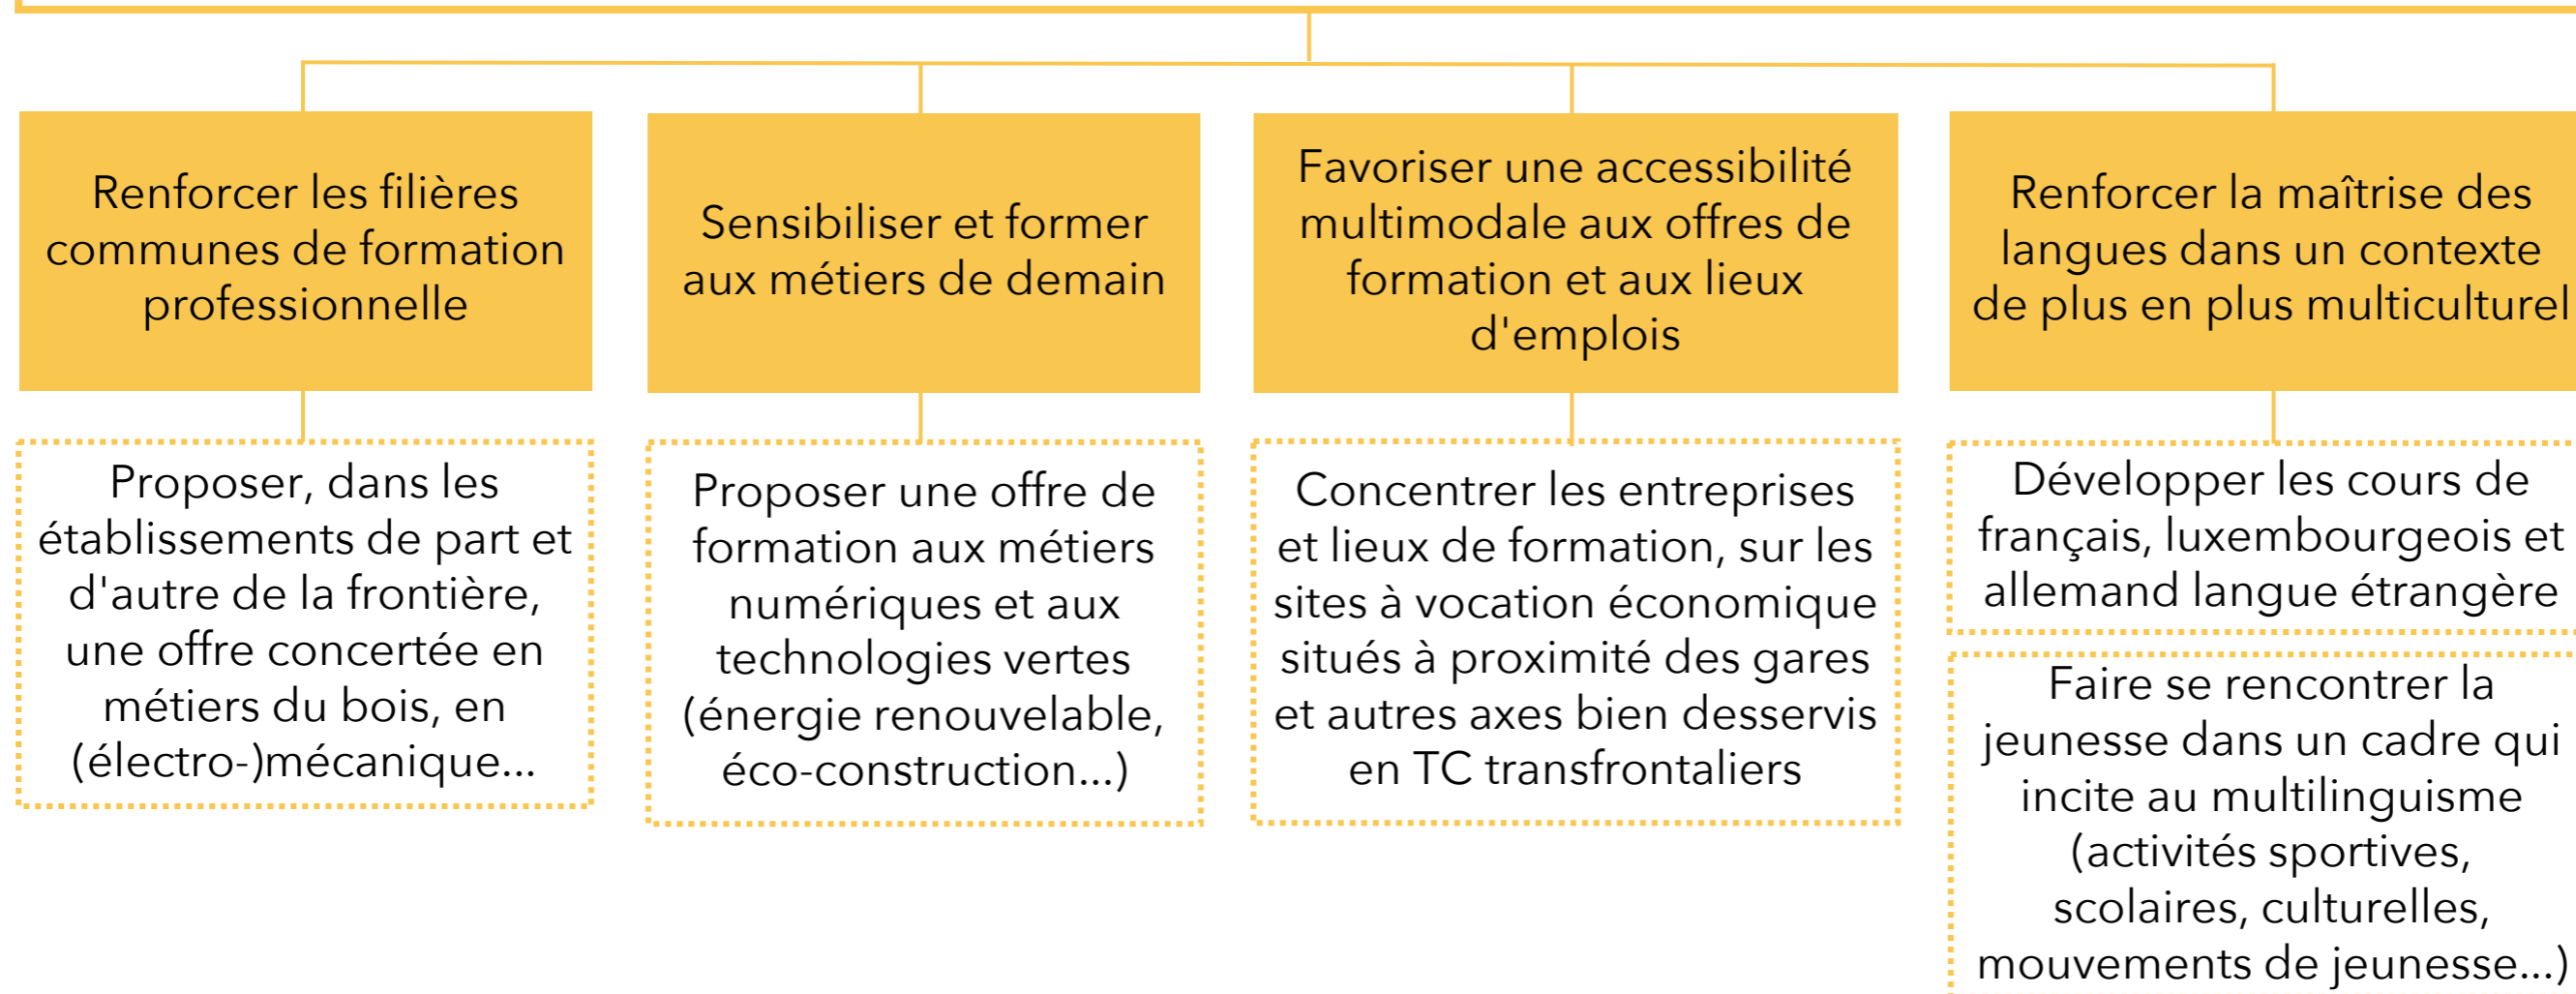 Renforcer les filières
communes de formation
professionnelle
Sensibiliser et former
aux métiers de demain
Favoriser une accessibilité
multimodale aux offres de
formation et aux lieux
d'emplois
Renforcer la maîtrise des
langues dans un contexte
de plus en plus multiculturel
Proposer, dans les
établissements de part et
d'autre de la frontière,
une offre concertée en
métiers du bois, en
(électro-)mécanique...
Proposer une offre de
formation aux métiers
numériques et aux
technologies vertes
(énergie renouvelable,
éco-construction...)
Concentrer les entreprises
et lieux de formation, sur les
sites à vocation économique
situés à proximité des gares
et autres axes bien desservis
en TC transfrontaliers
Développer les cours de
français, luxembourgeois et
allemand langue étrangère
Faire se rencontrer la
jeunesse dans un cadre qui
incite au multilinguisme
(activités sportives,
scolaires, culturelles,
mouvements de jeunesse...)